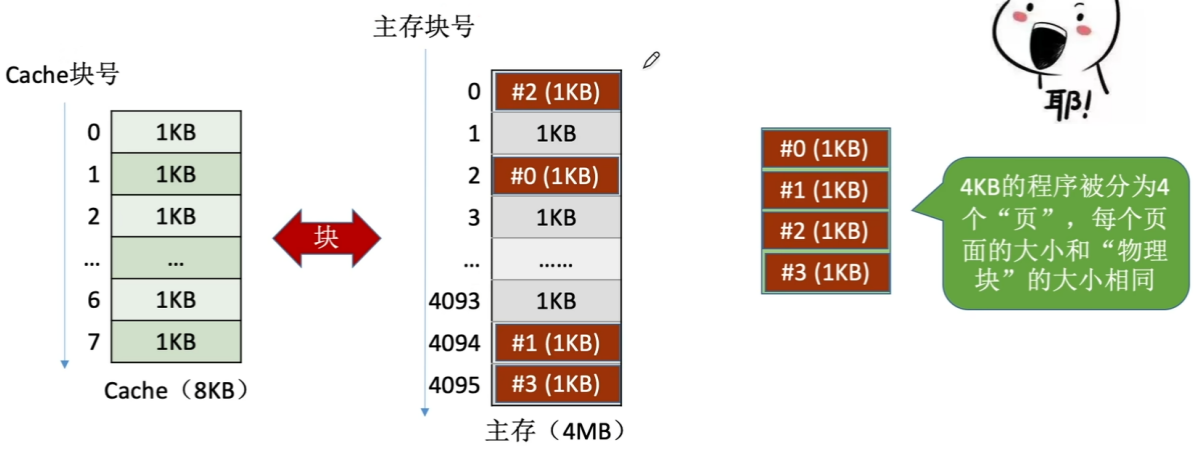 Cache块号
0 1KB
1 1KB
2 1KB
... ...
6 1KB
7 1KB
Cache（8KB）
块
主存块号
0 #2 (1KB)
1 1KB
2 #0 (1KB)
3 1KB
... ......
4093 1KB
4094 #1 (1KB)
4095 #3 (1KB)
主存（4MB）
耶!
#0 (1KB)
#1 (1KB)
#2 (1KB)
#3 (1KB)
4KB的程序被分为4
个“页”，每个页
面的大小和“物理
块”的大小相同